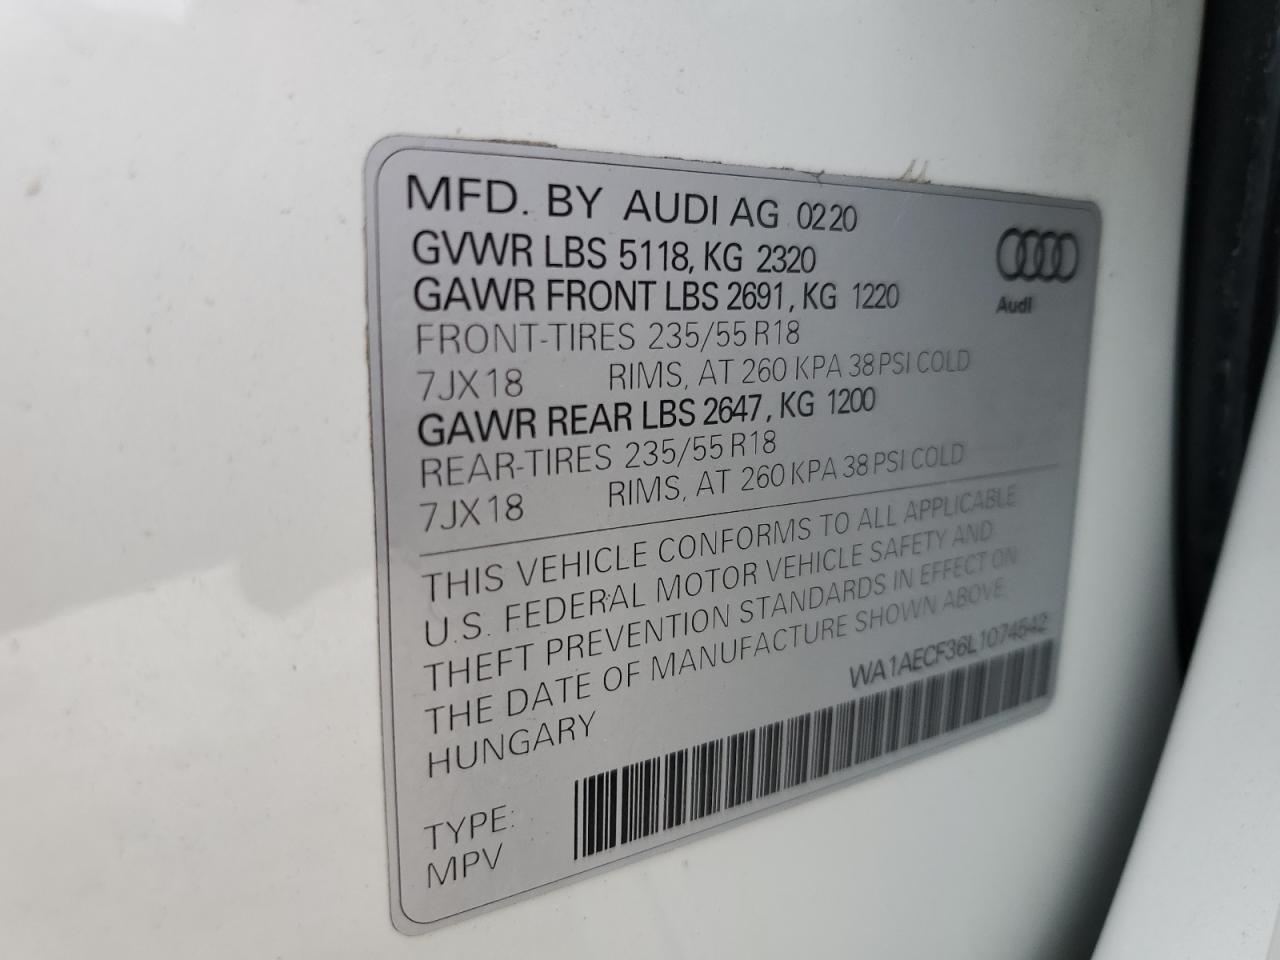 MFD. BY AUDI AG 0220
GVWR LBS 5118, KG 2320
GAWR FRONT LBS 2691, KG 1220
FRONT-TIRES 235/55 R18
7JX18 RIMS, AT 260 KPA 38 PSI COLD
GAWR REAR LBS 2647, KG 1200
REAR-TIRES 235/55 R18
7JX18 RIMS, AT 260 KPA 38 PSI COLD
Audi
THIS VEHICLE CONFORMS TO ALL APPLICABLE
U.S. FEDERAL MOTOR VEHICLE SAFETY AND
THEFT PREVENTION STANDARDS IN EFFECT ON
THE DATE OF MANUFACTURE SHOWN ABOVE
HUNGARY
WA1AECF36L1074542
TYPE:
MPV